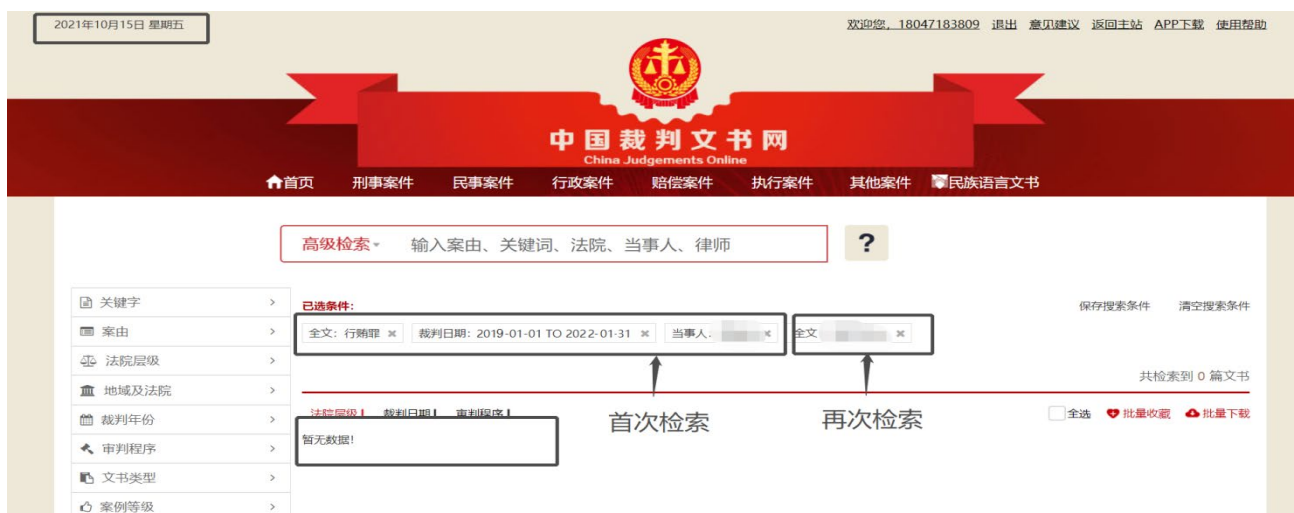 2021年10月15日 星期五
欢迎您，18047183809 退出 意见建议 返回主站 APP下载 使用帮助
中国裁判文书网
China Judgements Online
首页 刑事案件 民事案件 行政案件 赔偿案件 执行案件 其他案件 民族语言文书
高级检索 输入案由、关键词、法院、当事人、律师 ?
关键字
已选条件: 保存搜索条件 清空搜索条件
案由
全文: 行贿罪 × 裁判日期: 2019-01-01 TO 2022-01-31 × 当事人: × 全文 ×
法院层级
地域及法院
共检索到 0 篇文书
裁判年份
法院层级 裁判日期 审判程序 首次检索 再次检索 全选 批量收藏 批量下载
审判程序
暂无数据!
文书类型
案例等级